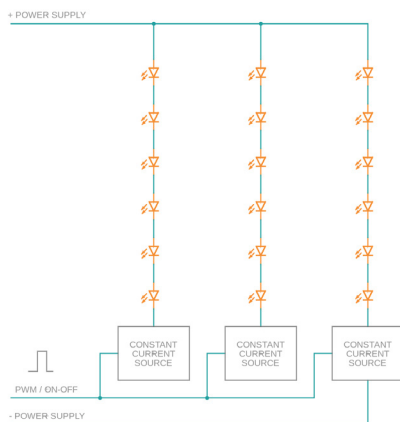 + POWER SUPPLY
CONSTANT
CURRENT
SOURCE
CONSTANT
CURRENT
SOURCE
CONSTANT
CURRENT
SOURCE
PWM / ON-OFF
- POWER SUPPLY